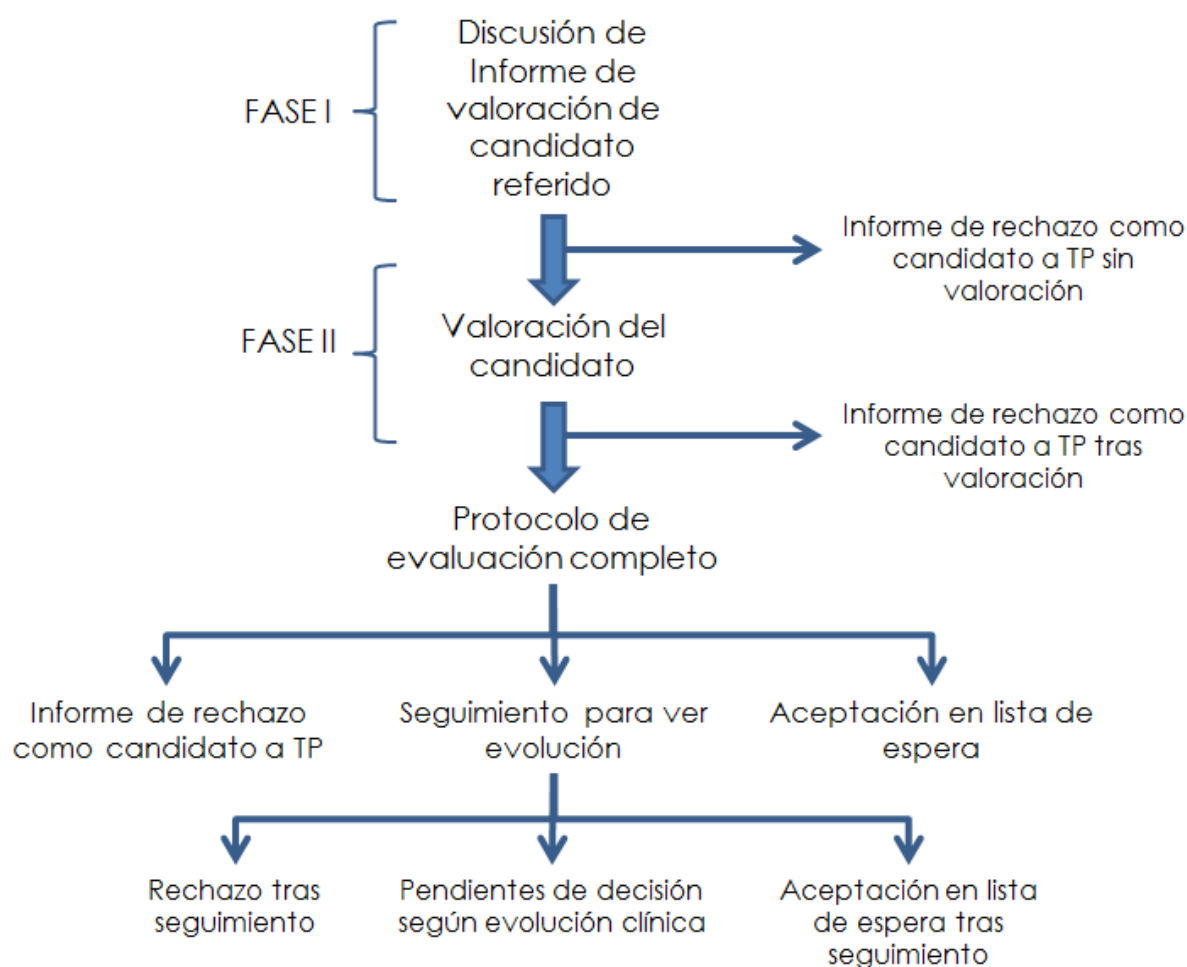 Discusión de
Informe de
valoración de
candidato
referido
FASE I
Informe de rechazo como
candidato a TP sin
valoración
FASE II
Valoración del
candidato
Informe de rechazo como
candidato a TP tras
valoración
Protocolo de
evaluación completo
Informe de rechazo
como candidato a TP
Seguimiento para ver
evolución
Aceptación en lista de
espera
Rechazo tras
seguimiento
Pendientes de decisión
según evolución clínica
Aceptación en lista
de espera tras
seguimiento